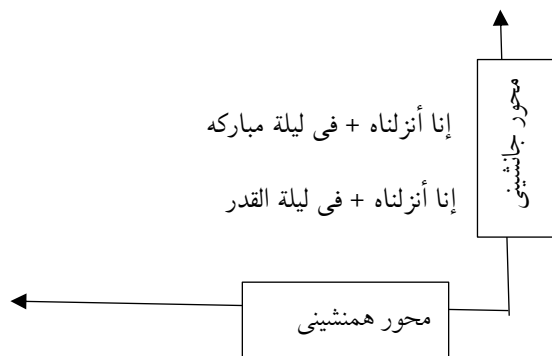 محور جانشینی
إنا أنزلناه + فی لیلة مبارکه
إنا أنزلناه + فی لیلة القدر
محور همنشینی